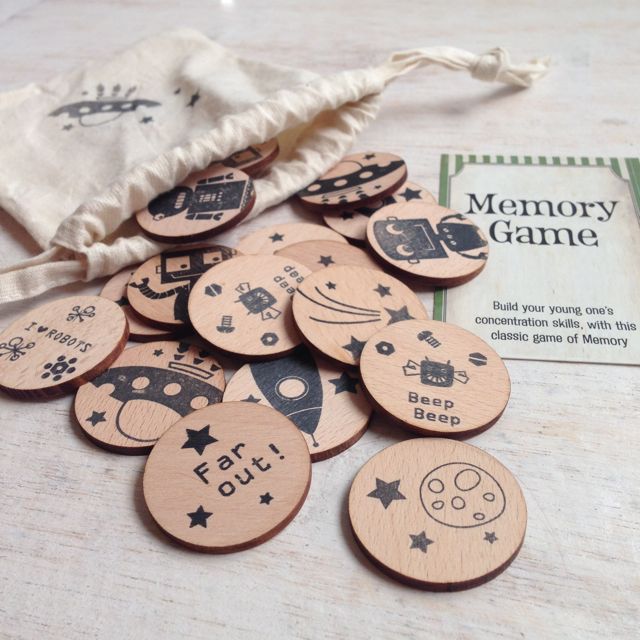 Memory
Game
Build your young one's
concentration skills, with this
classic game of Memory
I ♥ ROBOTS
Beep
Beep
Far
out!